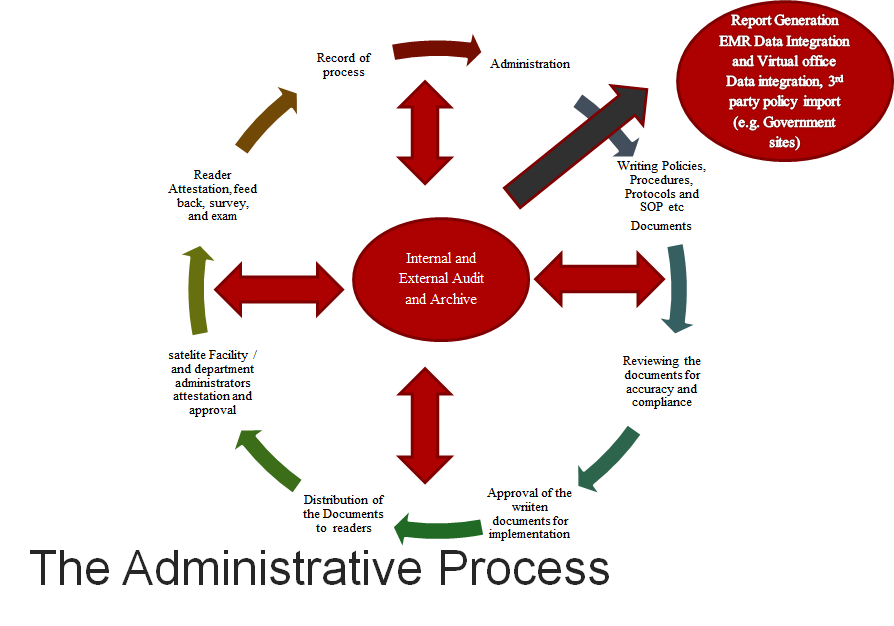 Record of
process
Administration
Report Generation
EMR Data Integration
and Virtual office
Data integration, 3rd
party policy import
(e.g. Government
sites)
Writing Policies,
Procedures,
Protocols and
SOP etc
Documents
Reviewing the
documents for
accuracy and
compliance
Approval of the
wriiten
documents for
implementation
Distribution of
the Documents
to readers
satelite Facility /
and department
administrators
attestation and
approval
Reader
Attestation, feed
back, survey,
and exam
Internal and
External Audit
and Archive
The Administrative Process